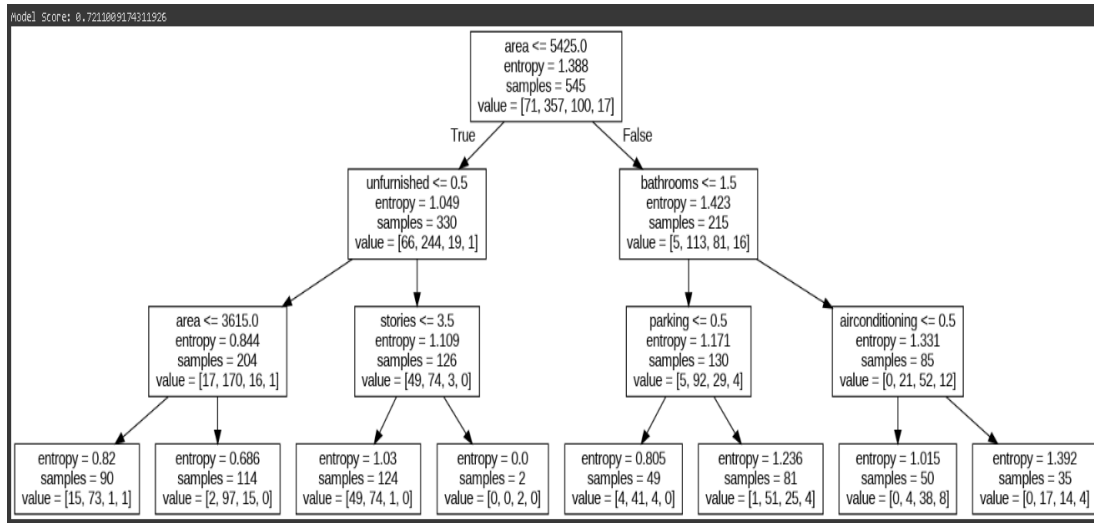 Model Score: 0.7211009174311926
area <= 5425.0
entropy = 1.388
samples = 545
value = [71, 357, 100, 17]
True
False
unfurnished <= 0.5
entropy = 1.049
samples = 330
value = [66, 244, 19, 1]
bathrooms <= 1.5
entropy = 1.423
samples = 215
value = [5, 113, 81, 16]
area <= 3615.0
entropy = 0.844
samples = 204
value = [17, 170, 16, 1]
stories <= 3.5
entropy = 1.109
samples = 126
value = [49, 74, 3, 0]
parking <= 0.5
entropy = 1.171
samples = 130
value = [5, 92, 29, 4]
airconditioning <= 0.5
entropy = 1.331
samples = 85
value = [0, 21, 52, 12]
entropy = 0.82
samples = 90
value = [15, 73, 1, 1]
entropy = 0.686
samples = 114
value = [2, 97, 15, 0]
entropy = 1.03
samples = 124
value = [49, 74, 1, 0]
entropy = 0.0
samples = 2
value = [0, 0, 2, 0]
entropy = 0.805
samples = 49
value = [4, 41, 4, 0]
entropy = 1.236
samples = 81
value = [1, 51, 25, 4]
entropy = 1.015
samples = 50
value = [0, 4, 38, 8]
entropy = 1.392
samples = 35
value = [0, 17, 14, 4]